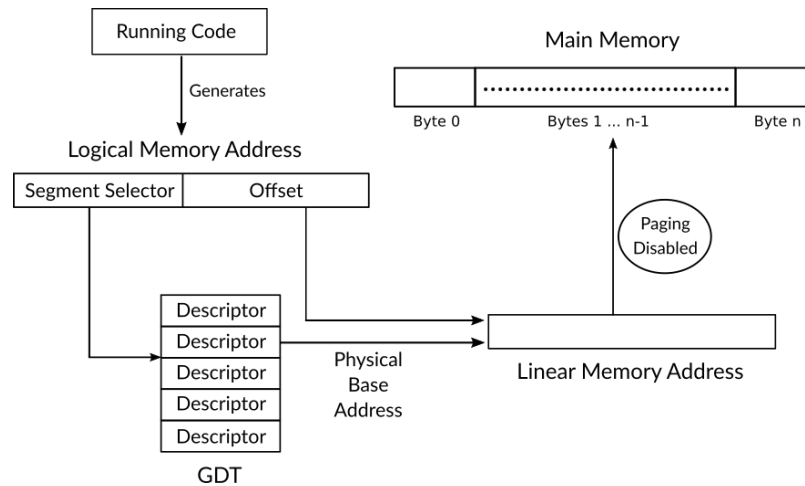 Running Code
Generates
Logical Memory Address
Segment Selector
Offset
Main Memory
Byte 0
Bytes 1 ... n-1
Byte n
Paging
Disabled
Descriptor
Descriptor
Descriptor
Descriptor
Descriptor
GDT
Physical
Base
Address
Linear Memory Address